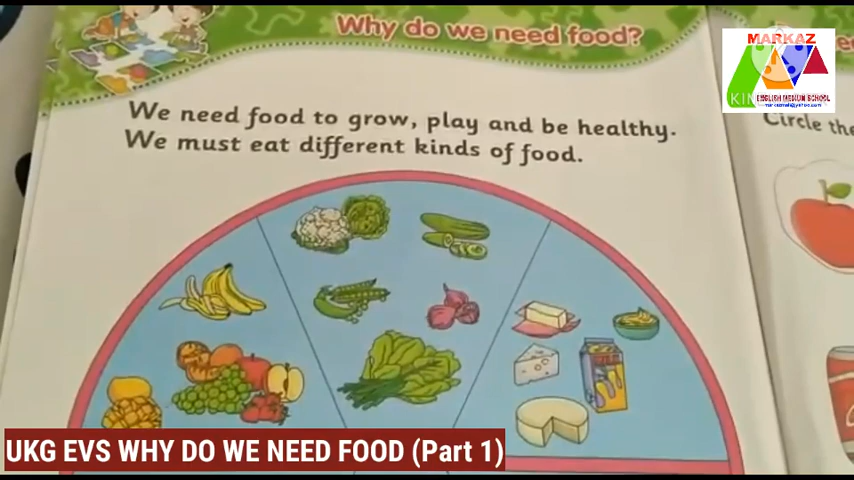 Why do we need food?
We need food to grow, play and be healthy.
We must eat different kinds of food.
Circle the
MARKAZ
ENGLISH MEDIUM SCHOOL
UKG EVS WHY DO WE NEED FOOD (Part 1)